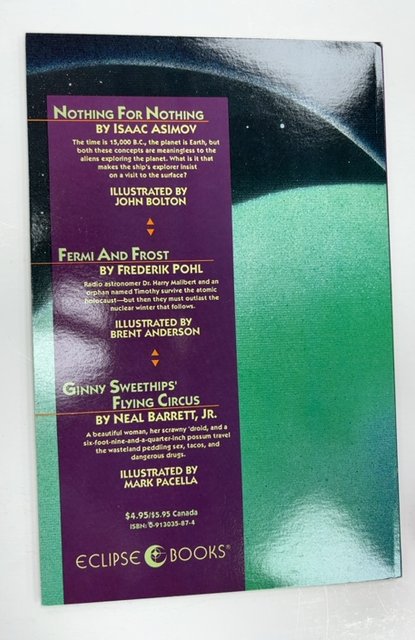 NOTHING FOR NOTHING
BY ISAAC ASIMOV
The time is 15,000 B.C., the planet is Earth, but
both these concepts are meaningless to the
aliens exploring the planet. What is it that
makes the ship's explorer insist
on a visit to the surface?
ILLUSTRATED BY
JOHN BOLTON
FERMI AND FROST
BY FREDERIK POHL
Radio astronomer Dr. Harry Malibert and an
orphan named Timothy survive the atomic
holocaust—but then they must outlast the
nuclear winter that follows.
ILLUSTRATED BY
BRENT ANDERSON
GINNY SWEETHIPS'
FLYING CIRCUS
BY NEAL BARRETT, JR.
A beautiful woman, her scrawny 'droid, and a
six-foot-nine-and-a-quarter-inch possum travel
the wasteland peddling sex, tacos, and
dangerous drugs.
ILLUSTRATED BY
MARK PACELLA
$4.95/$5.95 Canada
ISBN: 0-913035-87-4
ECLIPSE BOOKS®